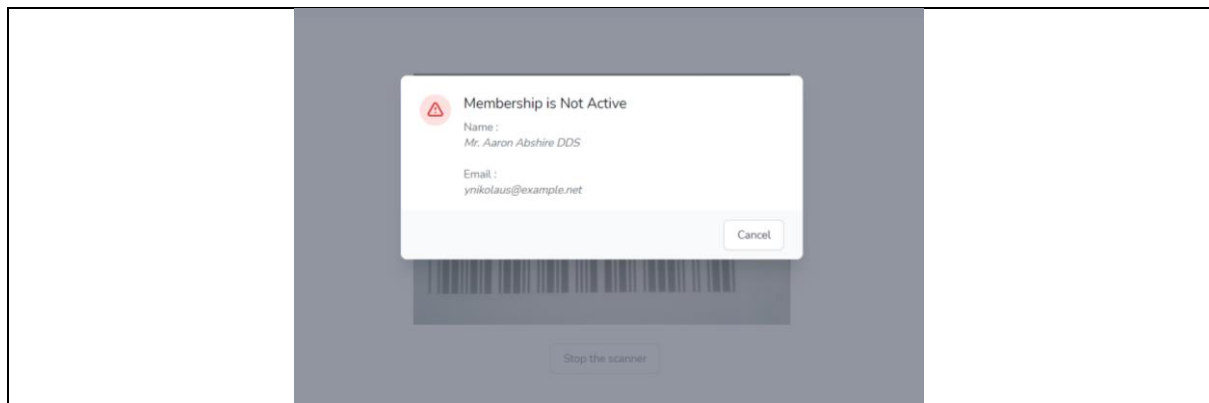 Membership is Not Active
Name :
Mr. Aaron Abshire DDS
Email :
ynikolaus@example.net
Cancel
Stop the scanner